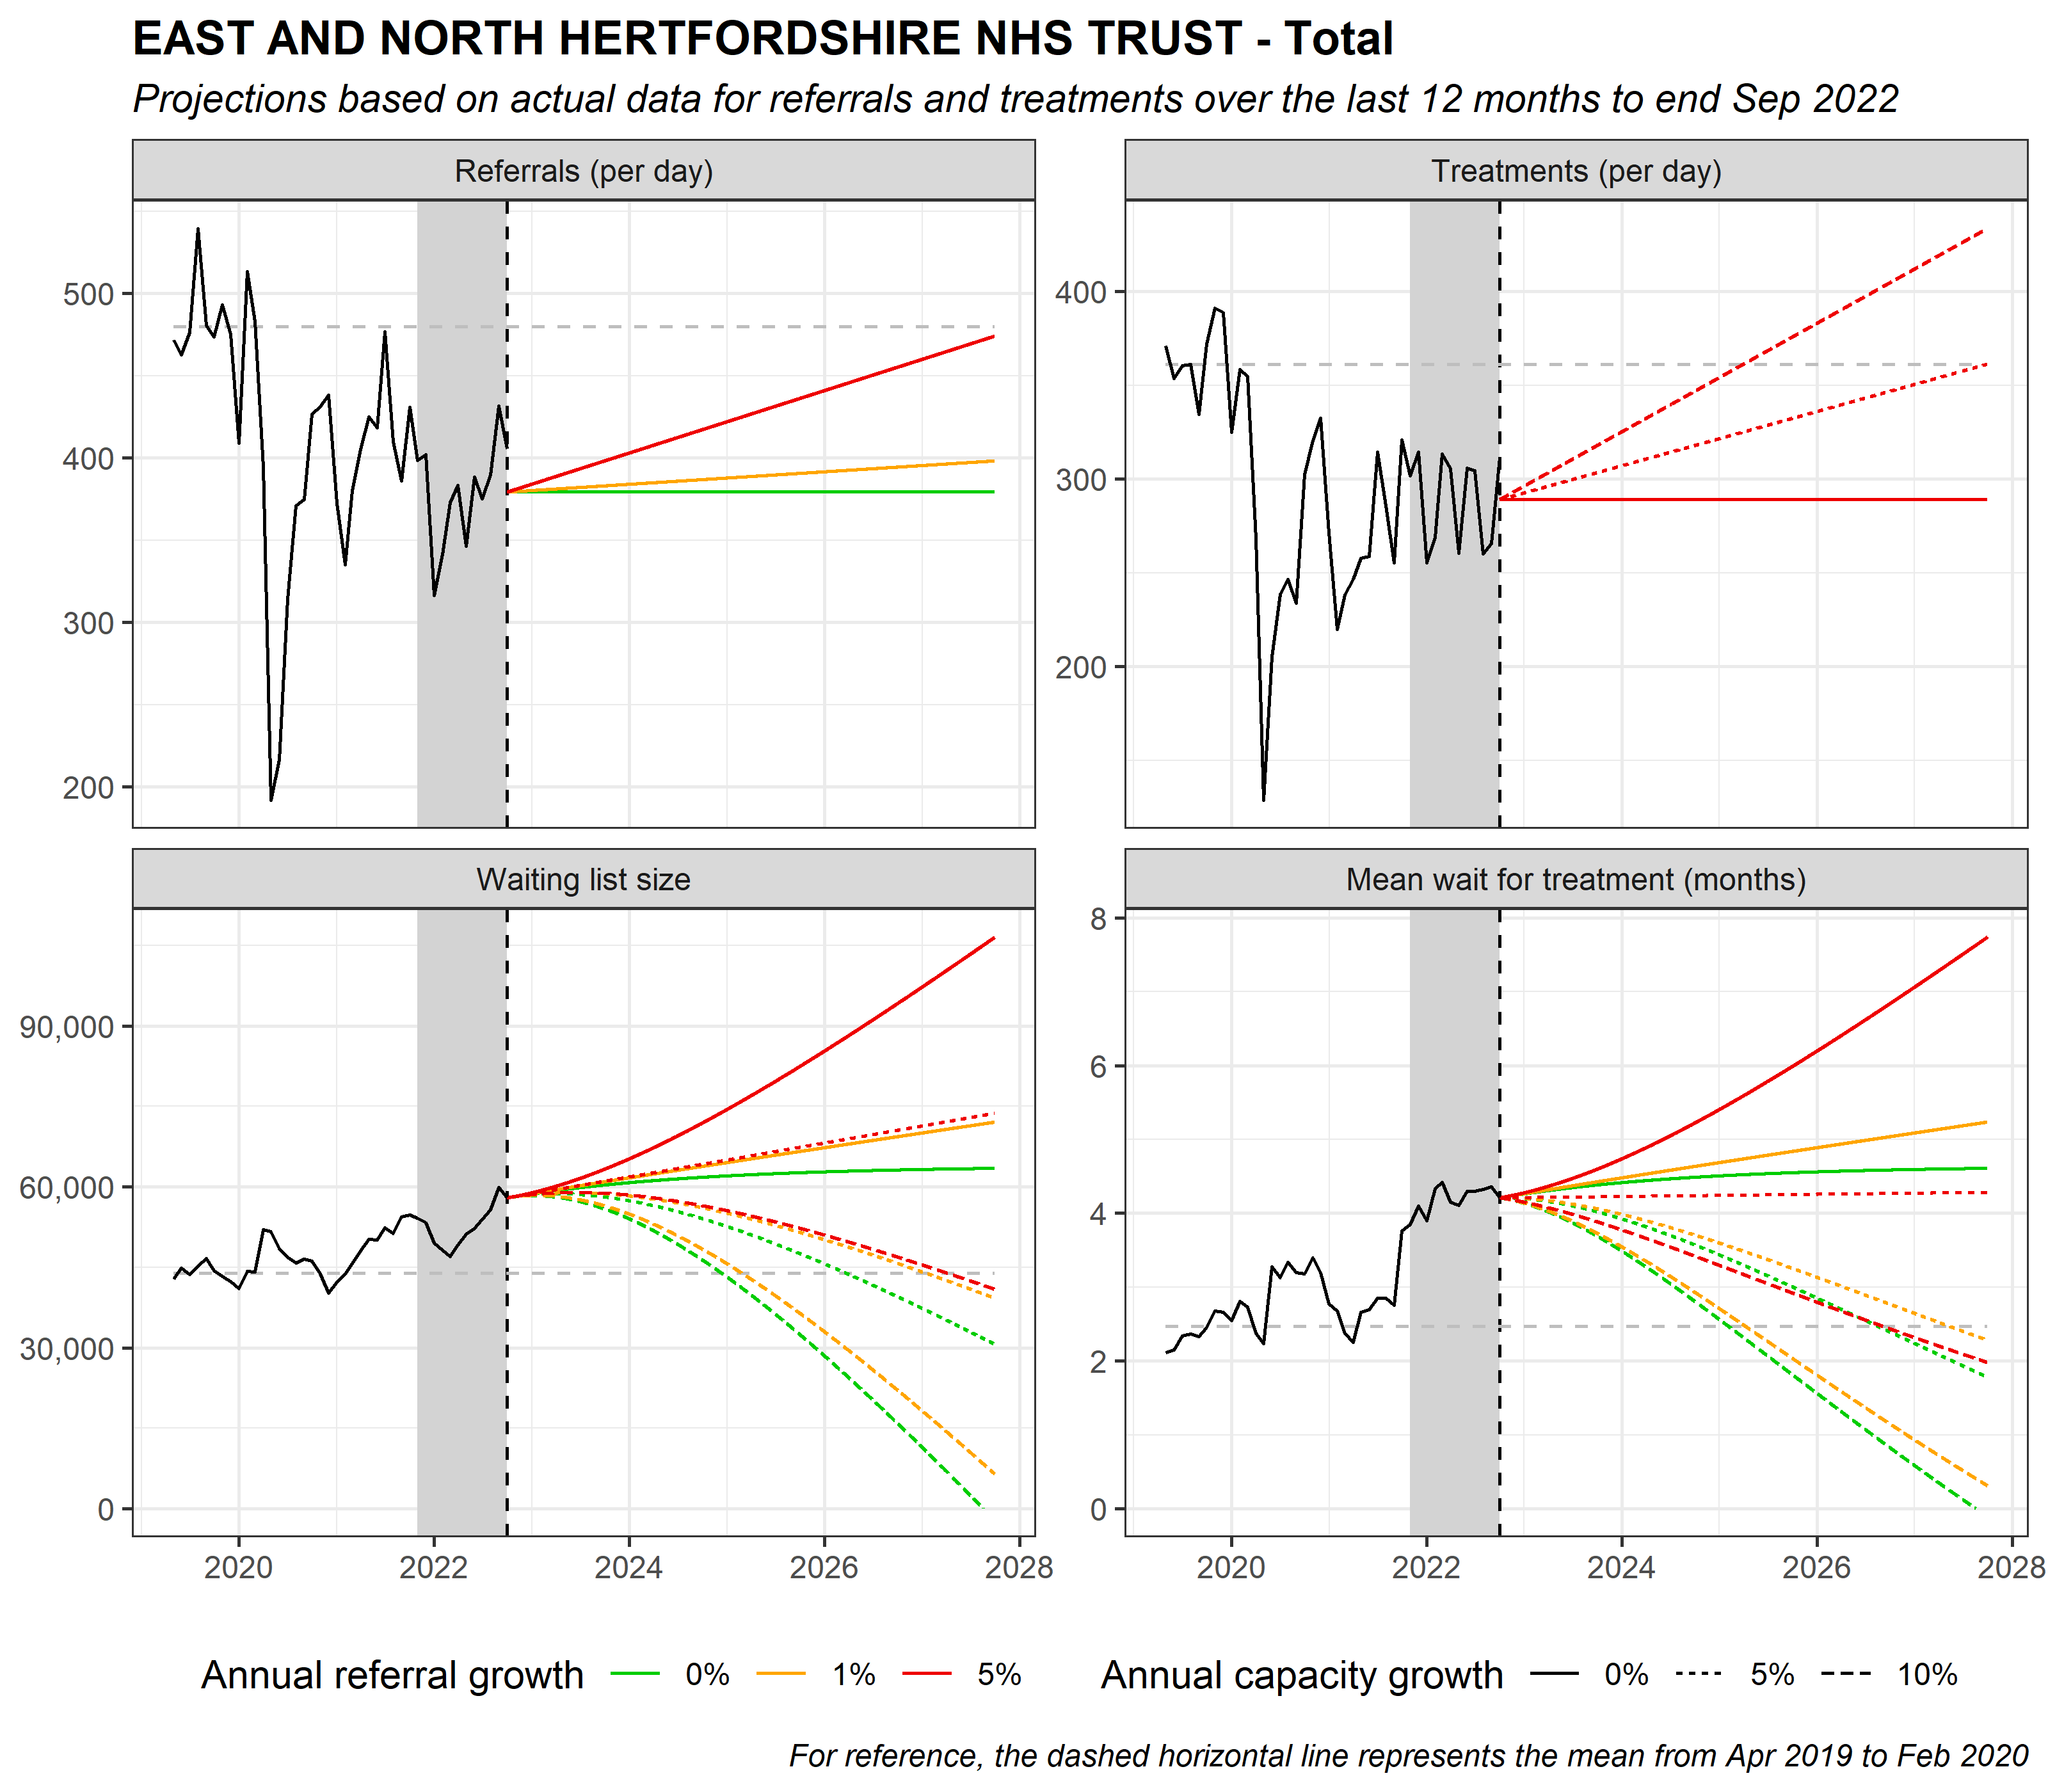 EAST AND NORTH HERTFORDSHIRE NHS TRUST - Total
Projections based on actual data for referrals and treatments over the last 12 months to end Sep 2022
Referrals (per day)
500
400
300
200
Treatments (per day)
400
300
200
Waiting list size
90,000
60,000
30,000
0
2020 2022 2024 2026 2028
Mean wait for treatment (months)
8
6
4
2
0
2020 2022 2024 2026 2028
Annual referral growth 0% 1% 5% Annual capacity growth 0% 5% 10%
For reference, the dashed horizontal line represents the mean from Apr 2019 to Feb 2020